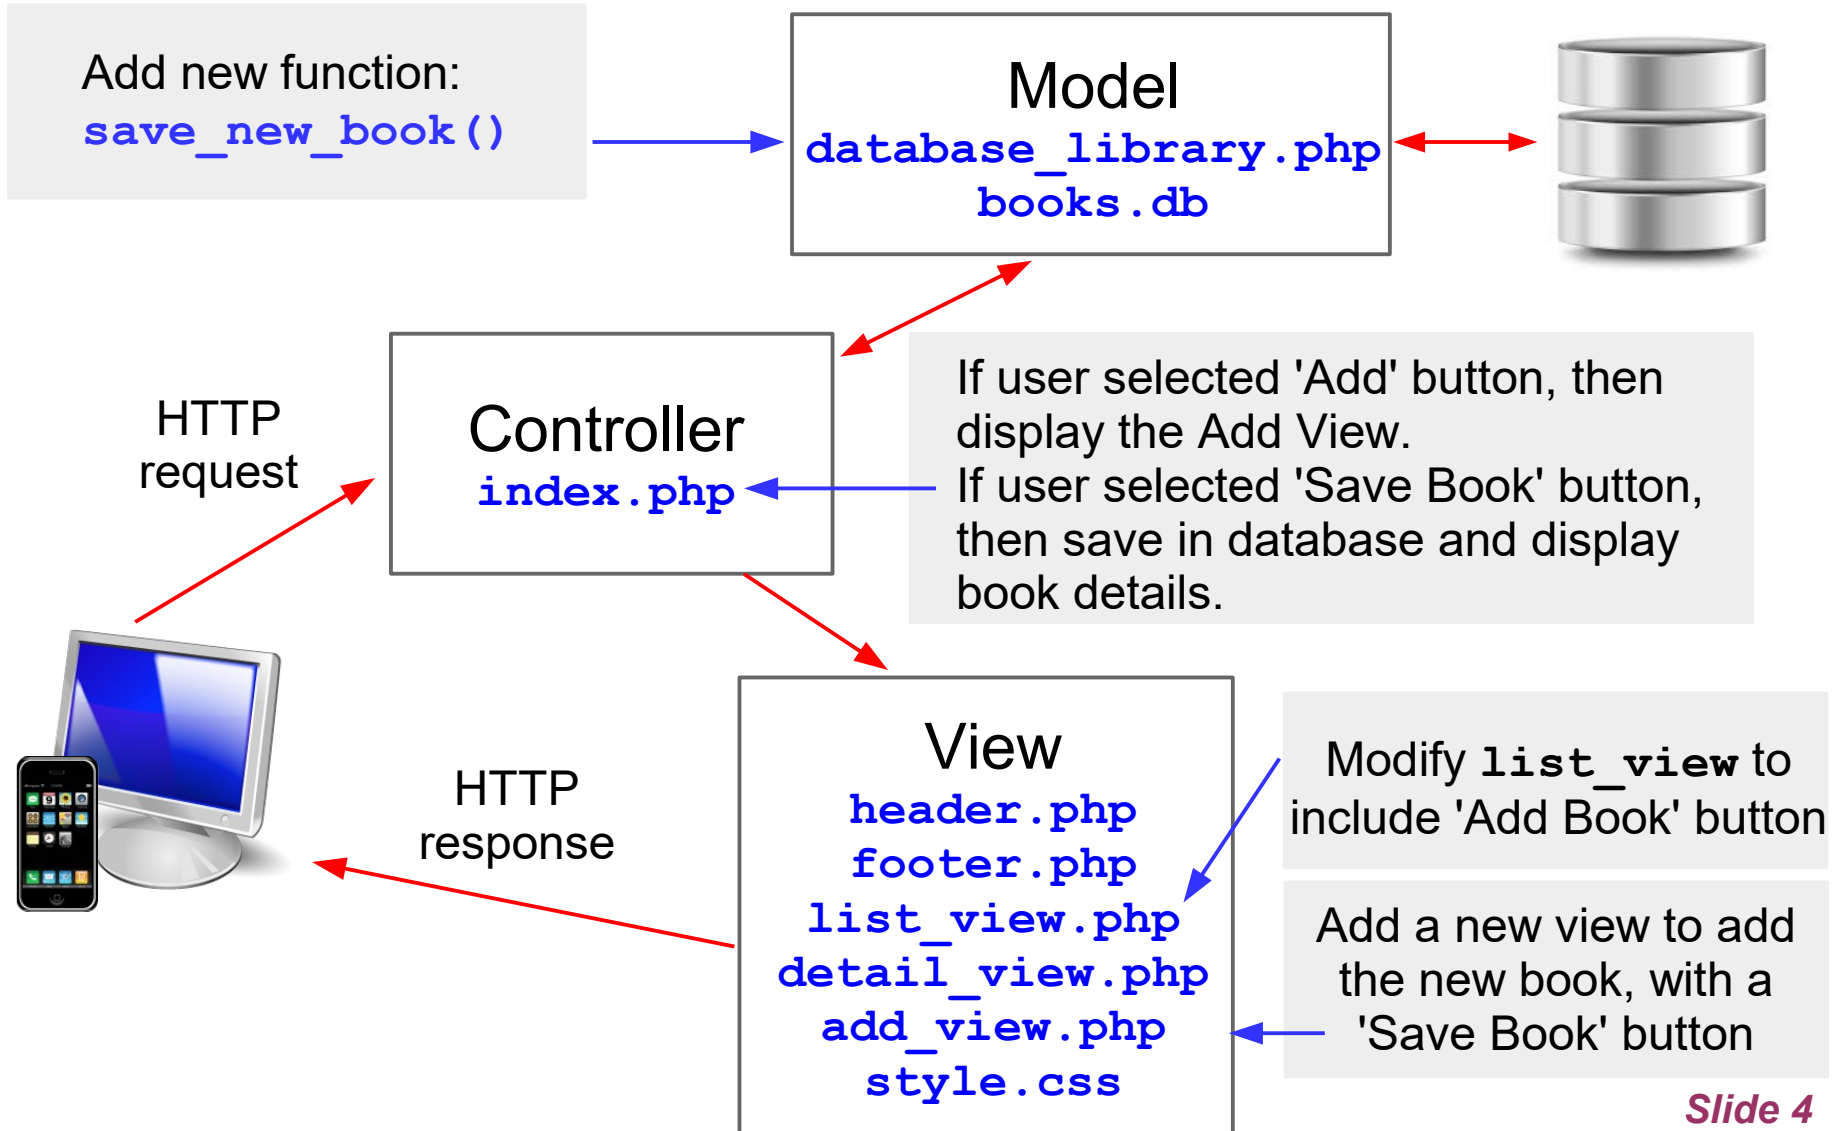 Add new function:
save_new_book()
Model
database_library.php
books.db
HTTP
request
Controller
index.php
If user selected 'Add' button, then
display the Add View.
If user selected 'Save Book' button,
then save in database and display
book details.
HTTP
response
View
header.php
footer.php
list_view.php
detail_view.php
add_view.php
style.css
Modify list_view to
include 'Add Book' button
Add a new view to add
the new book, with a
'Save Book' button
Slide 4